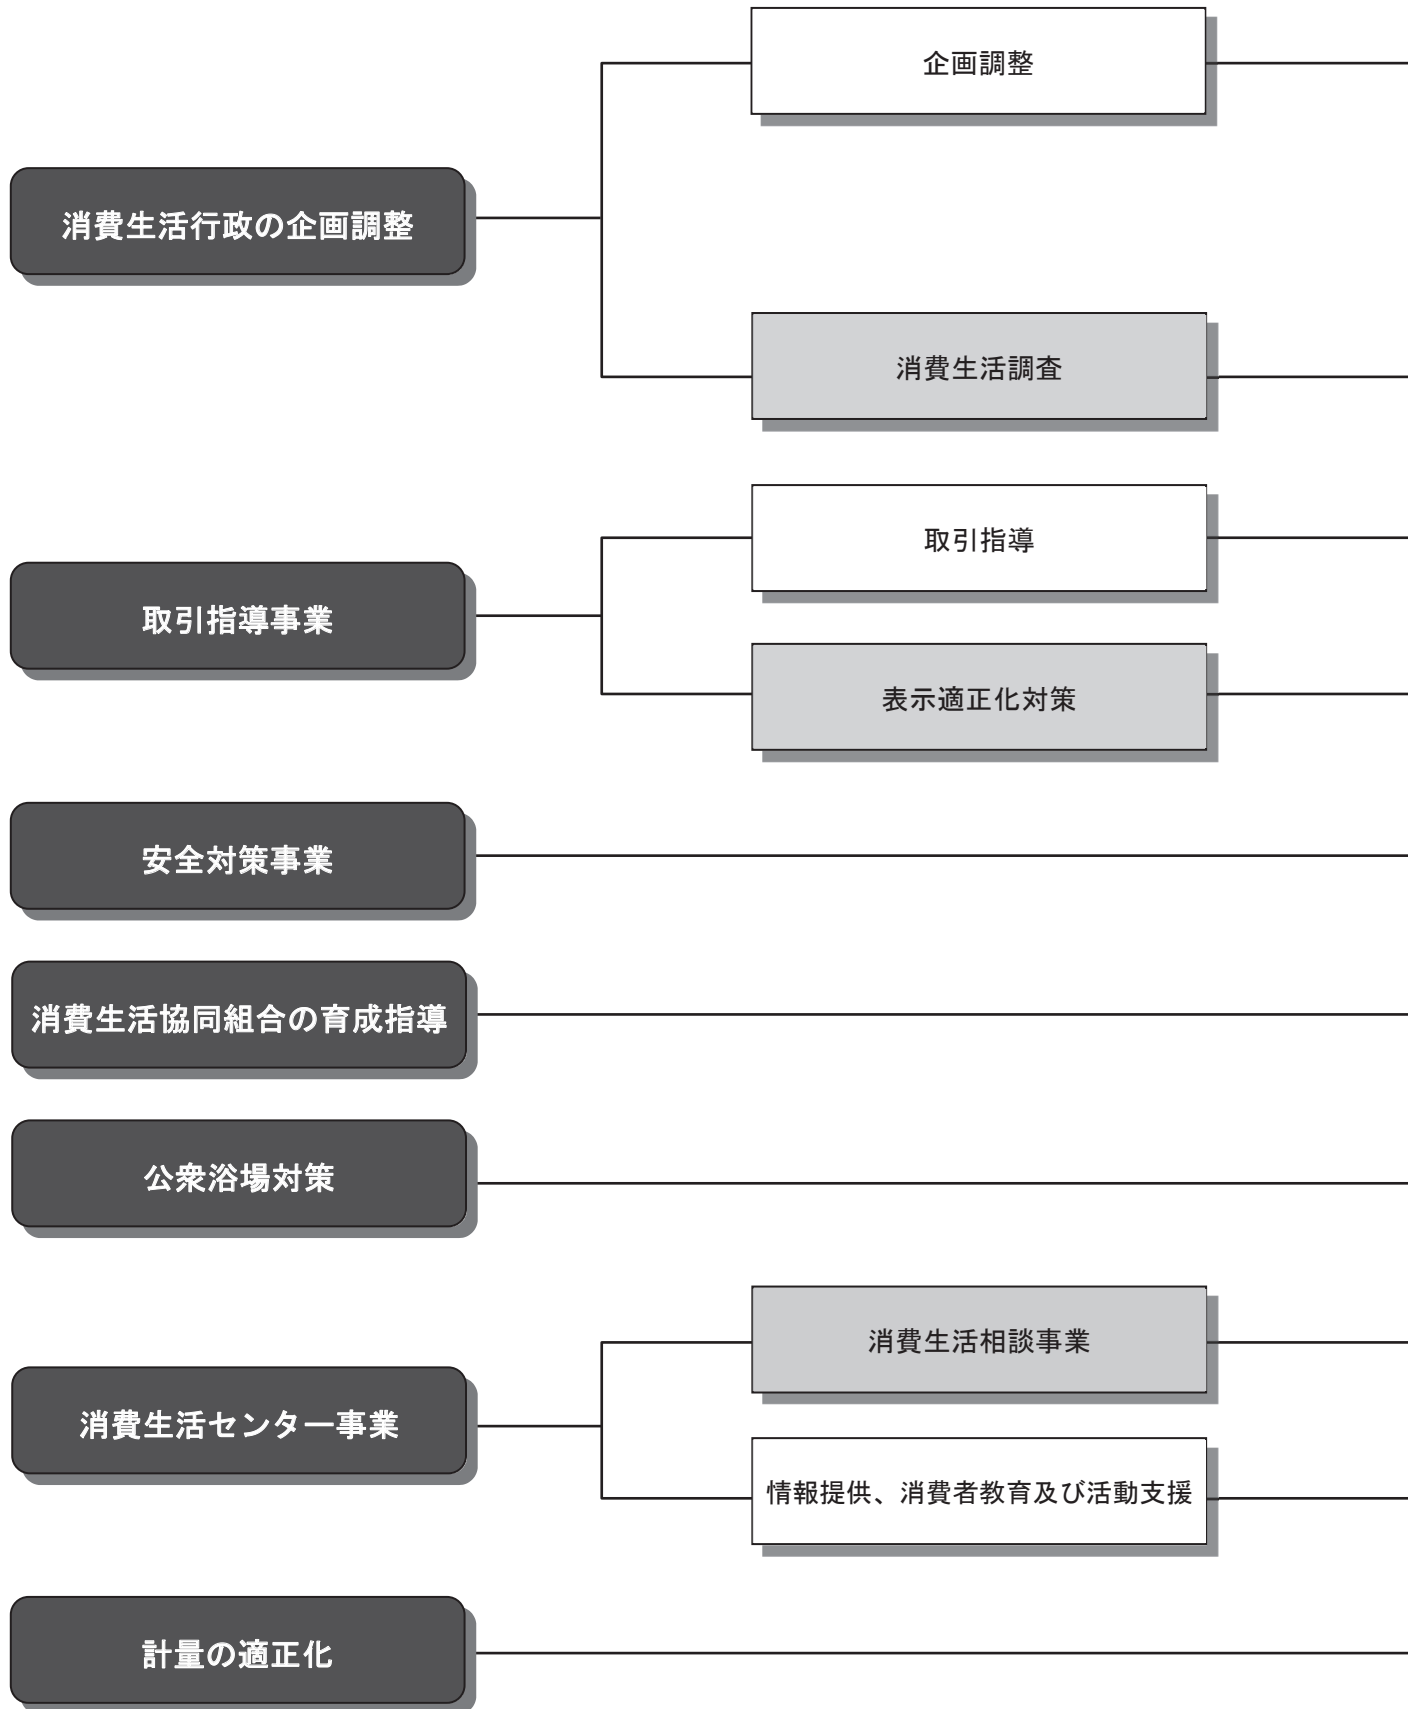 企画調整
消費生活行政の企画調整
消費生活調査
取引指導
取引指導事業
表示適正化対策
安全対策事業
消費生活協同組合の育成指導
公衆浴場対策
消費生活相談事業
消費生活センター事業
情報提供、消費者教育及び活動支援
計量の適正化